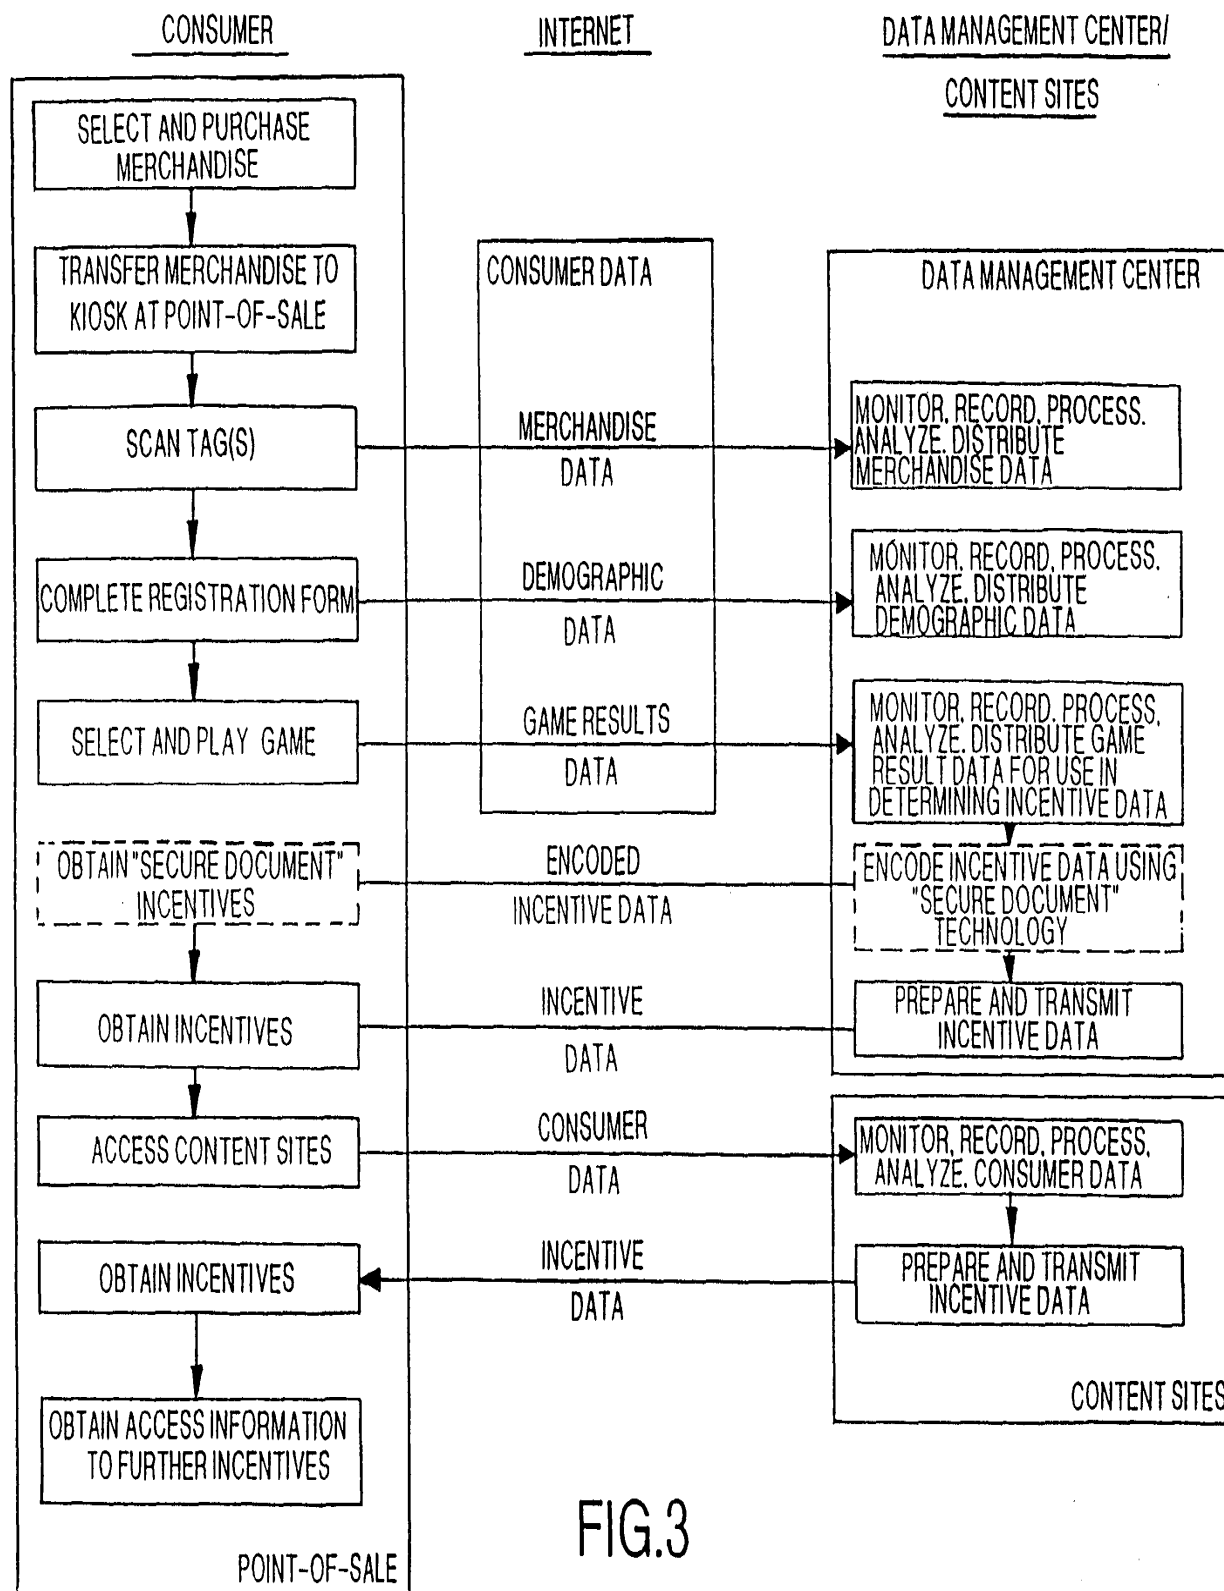 CONSUMER
INTERNET
DATA MANAGEMENT CENTER/
CONTENT SITES
SELECT AND PURCHASE
MERCHANDISE
TRANSFER MERCHANDISE TO
KIOSK AT POINT-OF-SALE
CONSUMER DATA
DATA MANAGEMENT CENTER
SCAN TAG(S)
MERCHANDISE
DATA
MONITOR, RECORD, PROCESS,
ANALYZE, DISTRIBUTE
MERCHANDISE DATA
COMPLETE REGISTRATION FORM
DEMOGRAPHIC
DATA
MONITOR, RECORD, PROCESS,
ANALYZE, DISTRIBUTE
DEMOGRAPHIC DATA
SELECT AND PLAY GAME
GAME RESULTS
DATA
MONITOR, RECORD, PROCESS,
ANALYZE, DISTRIBUTE GAME
RESULT DATA FOR USE IN
DETERMINING INCENTIVE DATA
OBTAIN "SECURE DOCUMENT"
INCENTIVES
ENCODED
INCENTIVE DATA
ENCODE INCENTIVE DATA USING
"SECURE DOCUMENT"
TECHNOLOGY
OBTAIN INCENTIVES
INCENTIVE
DATA
PREPARE AND TRANSMIT
INCENTIVE DATA
ACCESS CONTENT SITES
CONSUMER
DATA
MONITOR, RECORD, PROCESS,
ANALYZE, CONSUMER DATA
OBTAIN INCENTIVES
INCENTIVE
DATA
PREPARE AND TRANSMIT
INCENTIVE DATA
CONTENT SITES
OBTAIN ACCESS INFORMATION
TO FURTHER INCENTIVES
POINT-OF-SALE
FIG.3